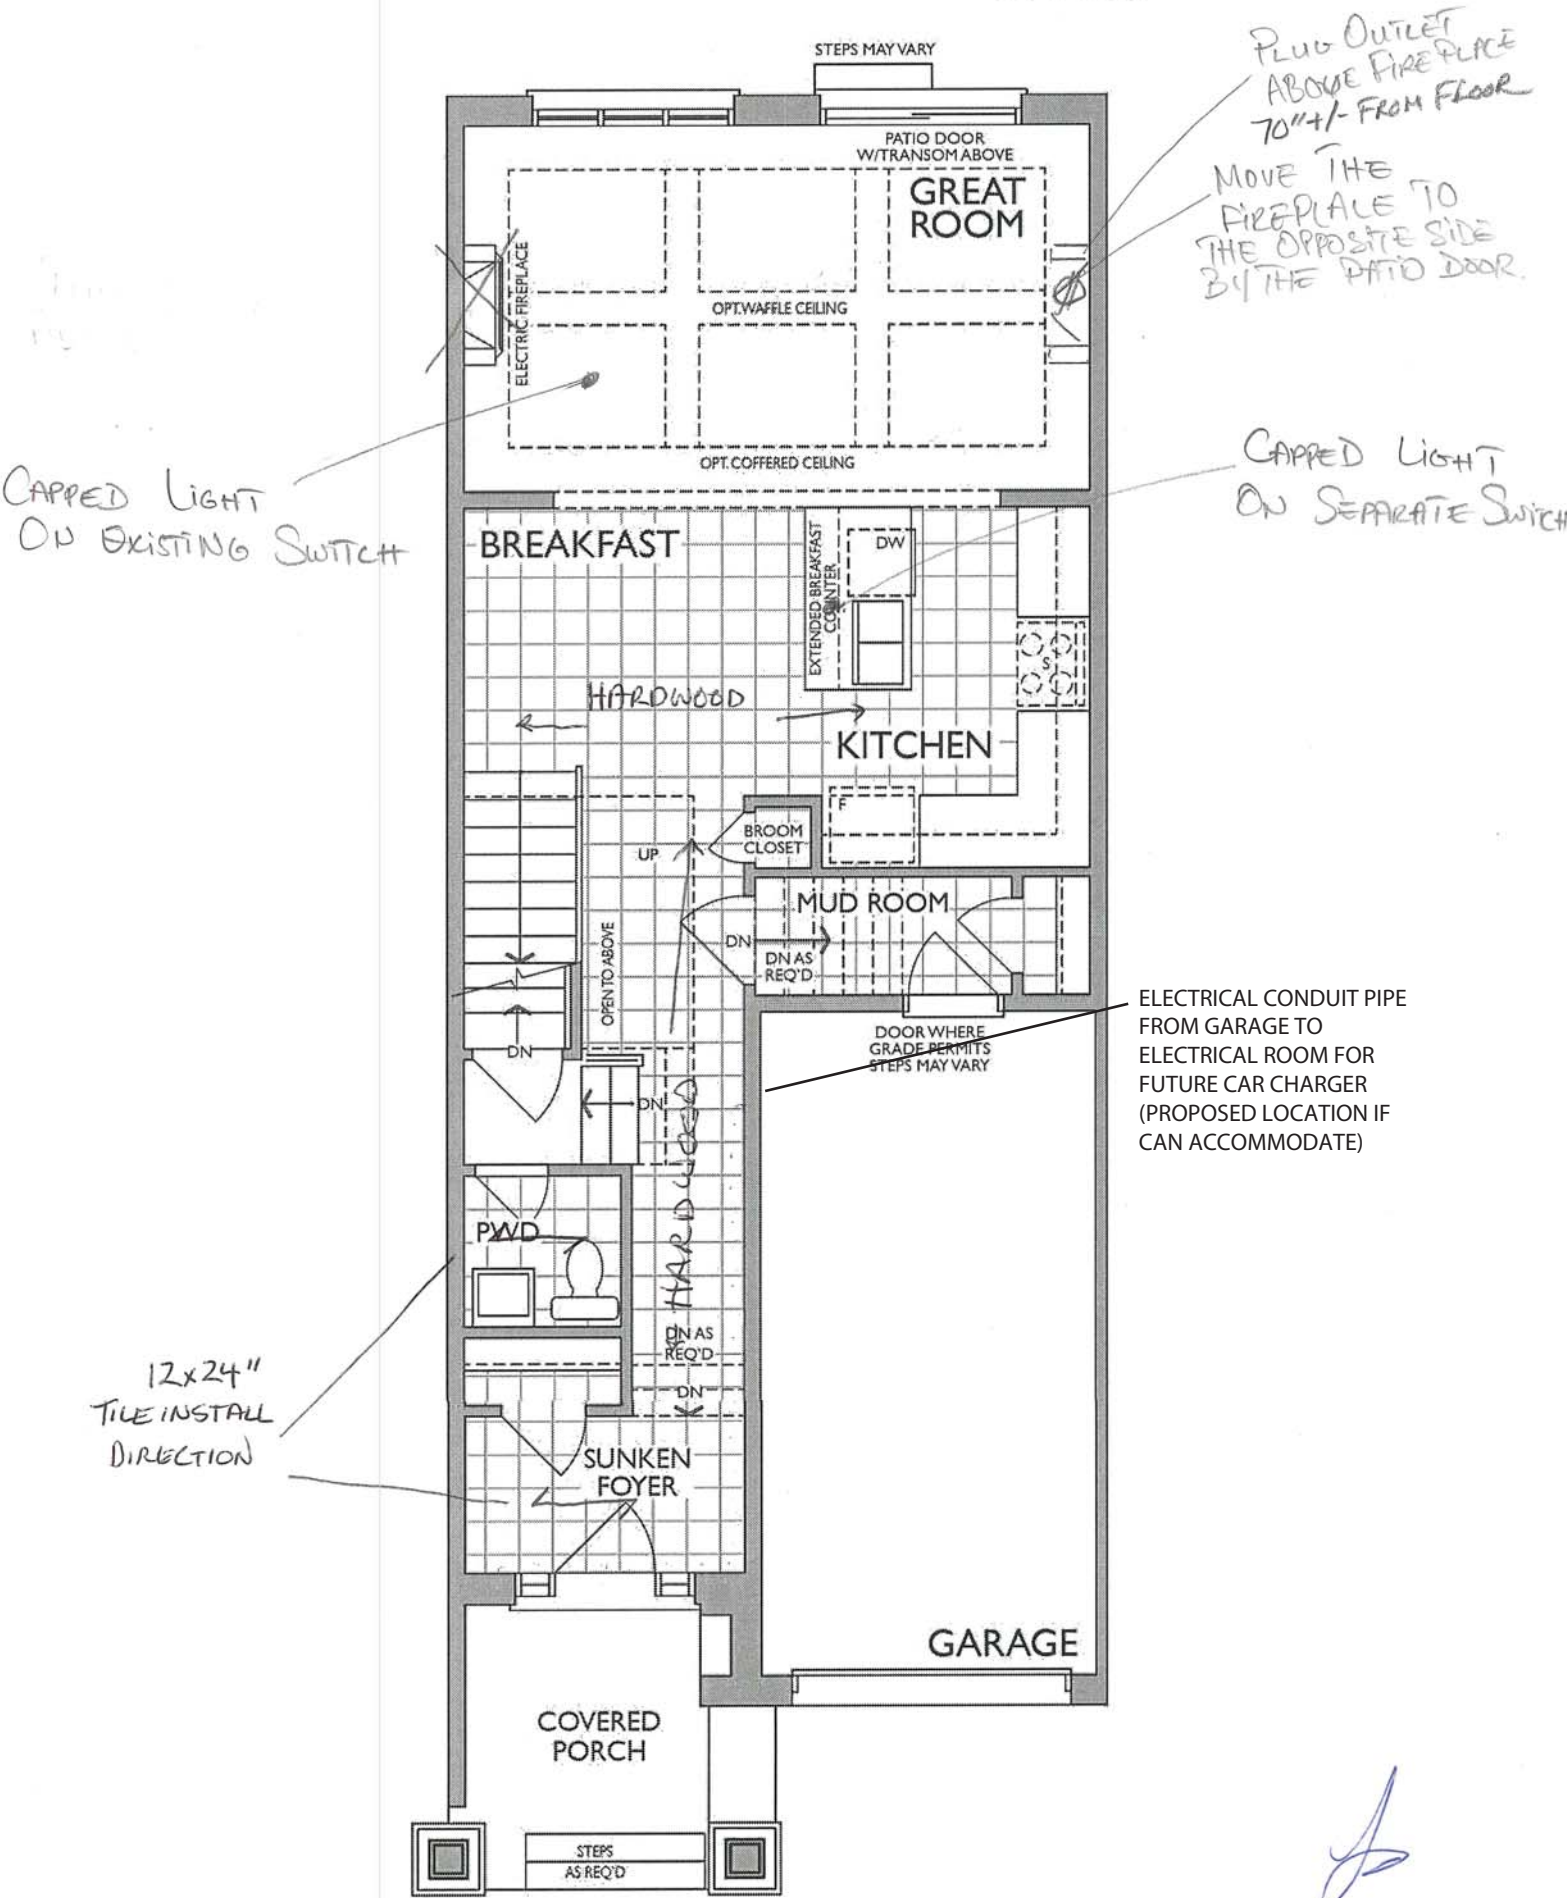 STEPS MAY VARY
PLUG OUTLET
ABOVE FIREPLACE
70"+/- FROM FLOOR
PATIO DOOR
W/TRANSOM ABOVE
GREAT
ROOM
MOVE THE
FIREPLACE TO
THE OPPOSITE SIDE
BY THE PATIO DOOR.
ELECTRIC FIREPLACE
OPT.WAFFLE CEILING
OPT. COFFERED CEILING
CAPPED LIGHT
ON EXISTING SWITCH
CAPPED LIGHT
ON SEPARATE SWITCH
BREAKFAST
EXTENDED BREAKFAST
COUNTER
DW
S
HARDWOOD
KITCHEN
F
BROOM
CLOSET
UP
MUD ROOM
DN
DN AS
REQ'D
OPEN TO ABOVE
DN
DOOR WHERE
GRADE PERMITS
STEPS MAY VARY
ELECTRICAL CONDUIT PIPE
FROM GARAGE TO
ELECTRICAL ROOM FOR
FUTURE CAR CHARGER
(PROPOSED LOCATION IF
CAN ACCOMMODATE)
DN
HARDWOOD
PWD
DN AS
REQ'D
DN
12x24"
TILE INSTALL
DIRECTION
SUNKEN
FOYER
GARAGE
COVERED
PORCH
STEPS
AS REQ'D